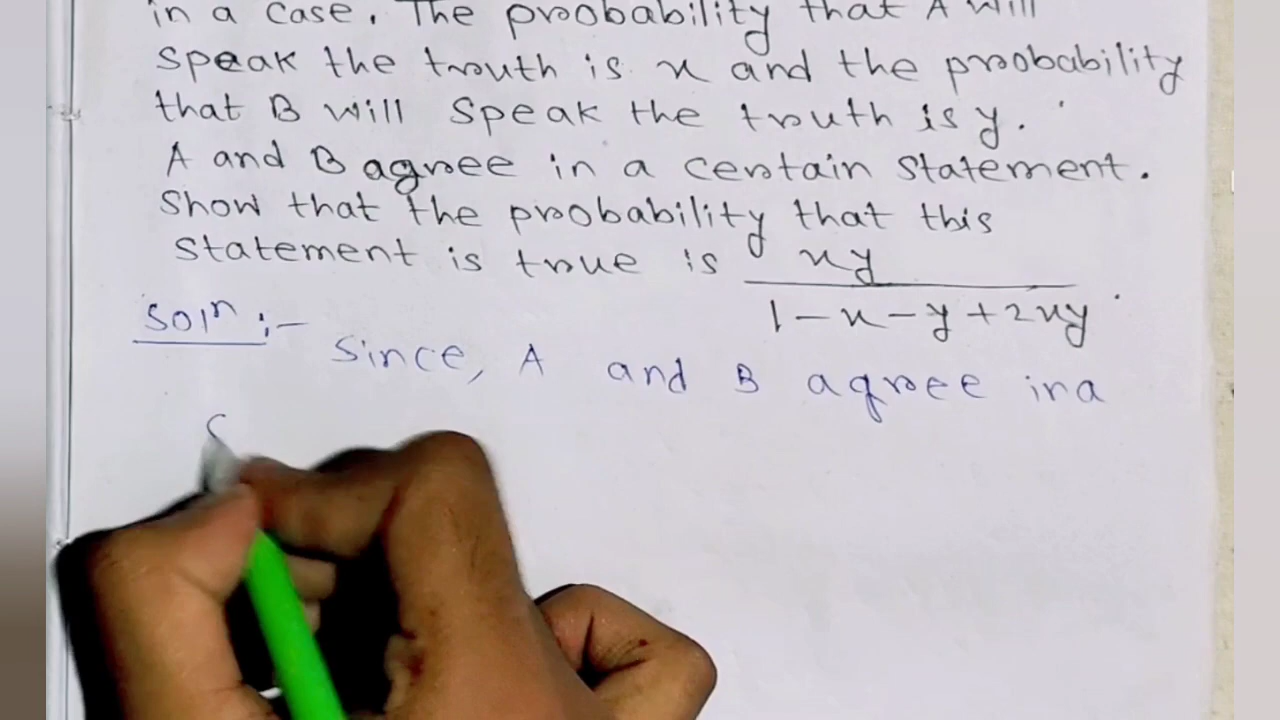 in a case. The probability that A will
speak the truth is x and the probability
that B will speak the truth is y.
A and B agree in a certain statement.
Show that the probability that this
statement is true is xy
1-x-y+2xy.
Soln :- Since, A and B agree in a